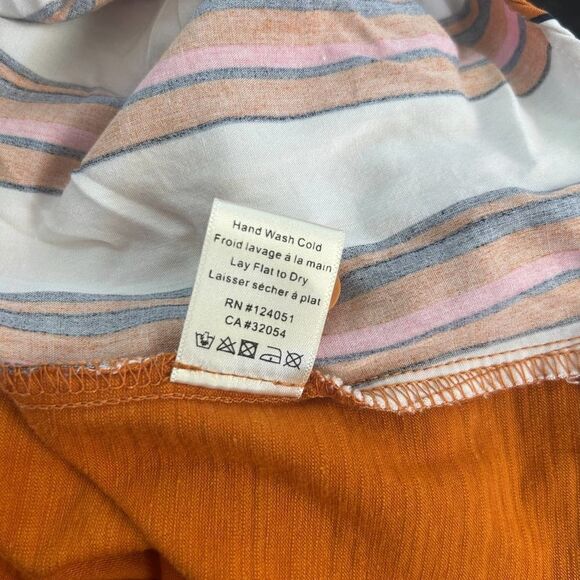 Hand Wash Cold
Froid lavage à la main
Lay Flat to Dry
Laisser sécher à plat
RN #124051
CA #32054